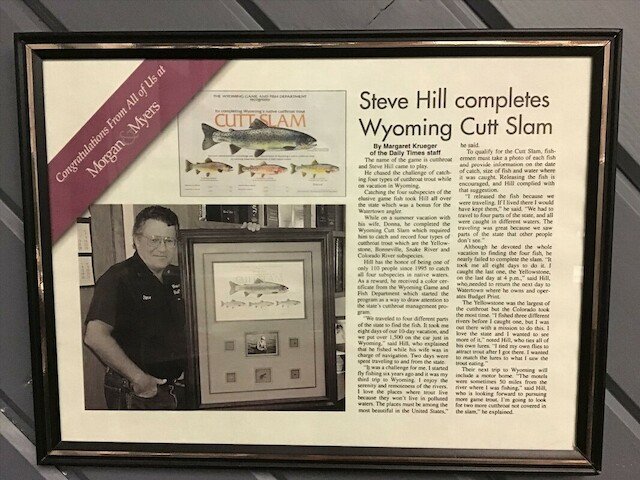 Congratulations From All of Us at
Morgan & Myers
THE WYOMING GAME AND FISH DEPARTMENT
recognizes
for completing Wyoming's native cutthroat trout
CUTT-SLAM
Steve Hill completes
Wyoming Cutt Slam
By Margaret Krueger
of the Daily Times staff
The name of the game is cutthroat
and Steve Hill came to play.
He chased the challenge of catch-
ing four types of cutthroat trout while
on vacation in Wyoming.
Catching the four subspecies of the
elusive game fish took Hill all over
the state which was a bonus for the
Watertown angler.
While on a summer vacation with
his wife, Donna, he completed the
Wyoming Cutt Slam which required
him to catch and record four types of
cutthroat trout which are the Yellow-
stone, Bonneville, Snake River and
Colorado River subspecies.
Hill has the honor of being one of
only 110 people since 1995 to catch
all four subspecies in native waters.
As a reward, he received a color cer-
tificate from the Wyoming Game and
Fish Department which started the
program as a way to draw attention to
the state's cutthroat management pro-
gram.
"We traveled to four different parts
of the state to find the fish. It took me
eight days of our 10-day vacation, and
we put over 1,500 on the car just in
Wyoming," said Hill, who explained
that he fished while his wife was in
charge of navigation. Two days were
spent traveling to and from the state.
"It was a challenge for me. I started
fly fishing six years ago and it was my
third trip to Wyoming. I enjoy the
serenity and remoteness of the rivers.
I love the places where trout live
because they won't live in polluted
waters. The places must be among the
most beautiful in the United States,"
he said.
To qualify for the Cutt Slam, fish-
ermen must take a photo of each fish
and provide information on the date
of catch, size of fish and water where
it was caught. Releasing the fish is
encouraged, and Hill complied with
that suggestion.
"I released the fish because we
were traveling. If I lived there I would
have kept them," he said. "We had to
travel to four parts of the state, and all
were caught in different waters. The
traveling was great because we saw
parts of the state that other people
don't see."
Although he devoted the whole
vacation to finding the four fish, he
nearly failed to complete the slam. "It
took me all eight days to do it. I
caught the last one, the Yellowstone,
on the last day at 4 p.m.," said Hill,
who needed to return the next day to
Watertown where he owns and oper-
ates Budget Print.
The Yellowstone was the largest of
the cutthroat but the Colorado took
the most time. "I fished three different
rivers before I caught one, but I was
out there with a mission to do this. I
love the state and I wanted to see
more of it," noted Hill, who ties all of
his own lures. "I tied my own flies to
attract trout after I got there. I wanted
to match the lures to what I saw the
trout eating."
Their next trip to Wyoming will
include a motor home. "The motels
were sometimes 50 miles from the
river where I was fishing," said Hill,
who is looking forward to pursuing
more game trout. I'm going to look
for two more cutthroat not covered in
the slam," he explained.